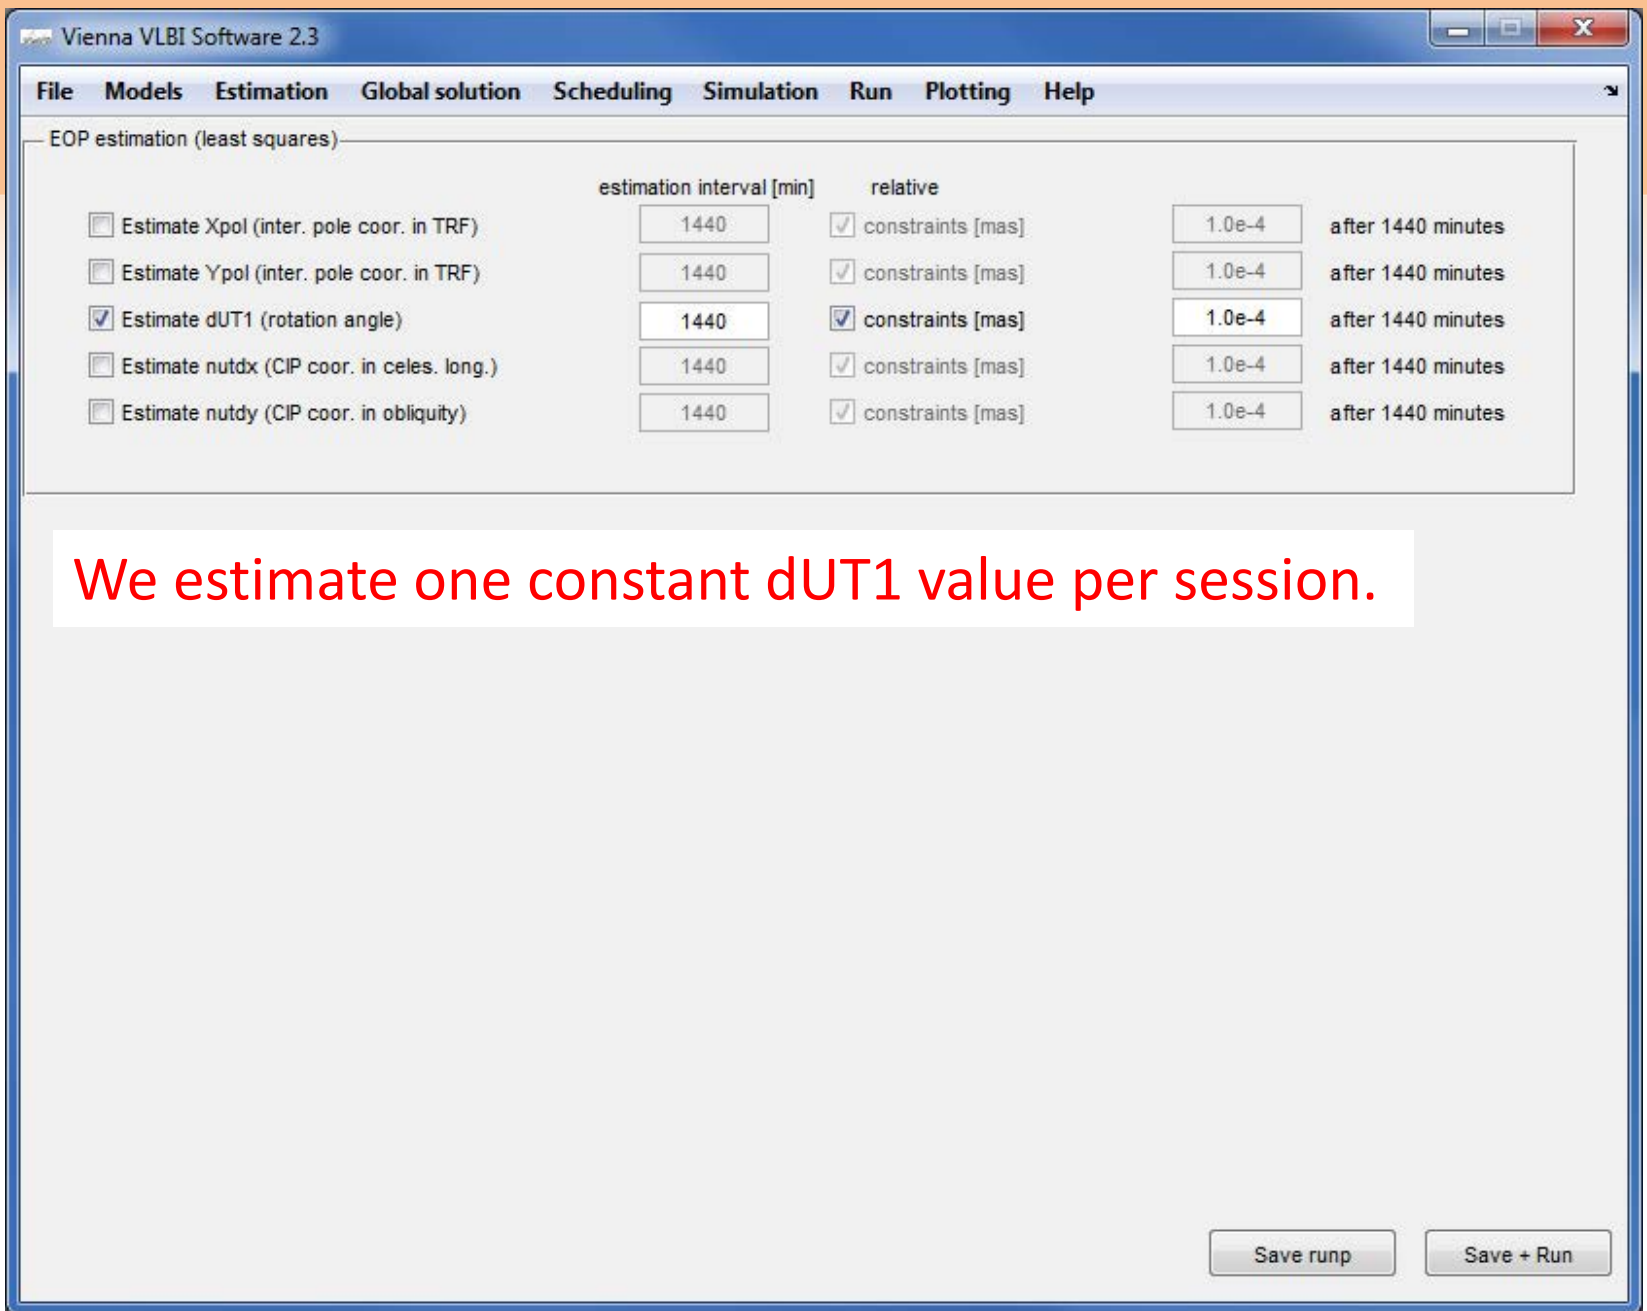 Vienna VLBI Software 2.3
File Models Estimation Global solution Scheduling Simulation Run Plotting Help
EOP estimation (least squares)
estimation interval [min] relative
Estimate Xpol (inter. pole coor. in TRF) 1440 constraints [mas] 1.0e-4 after 1440 minutes
Estimate Ypol (inter. pole coor. in TRF) 1440 constraints [mas] 1.0e-4 after 1440 minutes
Estimate dUT1 (rotation angle) 1440 constraints [mas] 1.0e-4 after 1440 minutes
Estimate nutdx (CIP coor. in celes. long.) 1440 constraints [mas] 1.0e-4 after 1440 minutes
Estimate nutdy (CIP coor. in obliquity) 1440 constraints [mas] 1.0e-4 after 1440 minutes
We estimate one constant dUT1 value per session.
Save runp Save + Run